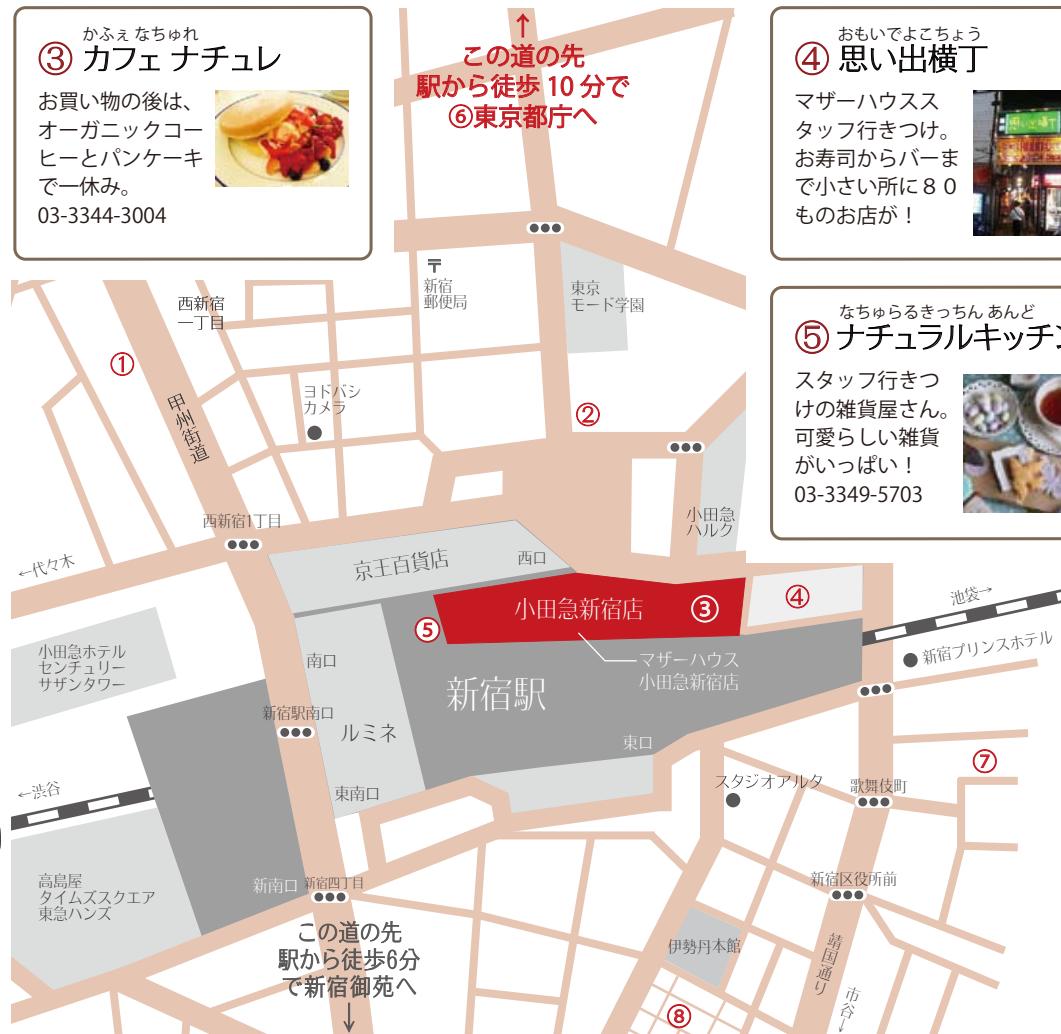 かふぇ なちゅれ
③ カフェ ナチュレ
お買い物の後は、
オーガニックコー
ヒーとパンケーキ
で一休み。
03-3344-3004
↑
この道の先
駅から徒歩 10 分で
⑥東京都庁へ
おもいでよこちょう
④ 思い出横丁
マザーハウスス
タッフ行きつけ。
お寿司からバーま
で小さい所に８０
ものお店が！
思い出横丁
なちゅらるきっちん あんど
⑤ ナチュラルキッチン
スタッフ行きつ
けの雑貨屋さん。
可愛らしい雑貨
がいっぱい！
03-3349-5703
〒
新宿
郵便局
東京
モード学園
西新宿
一丁目
①
甲州街道
ヨドバシ
カメラ
②
小田急
ハルク
西新宿1丁目
←代々木
京王百貨店
西口
小田急新宿店
③
④
⑤
池袋→
新宿プリンスホテル
マザーハウス
小田急新宿店
小田急ホテル
センチュリー
サザンタワー
南口
新宿駅
新宿駅南口
ルミネ
東口
東南口
スタジオアルタ
歌舞伎町
⑦
←渋谷
高島屋
タイムズスクエア
東急ハンズ
新南口
新宿四丁目
新宿区役所前
この道の先
駅から徒歩6分
で新宿御苑へ
↓
伊勢丹本館
靖国通り
市谷→
⑧